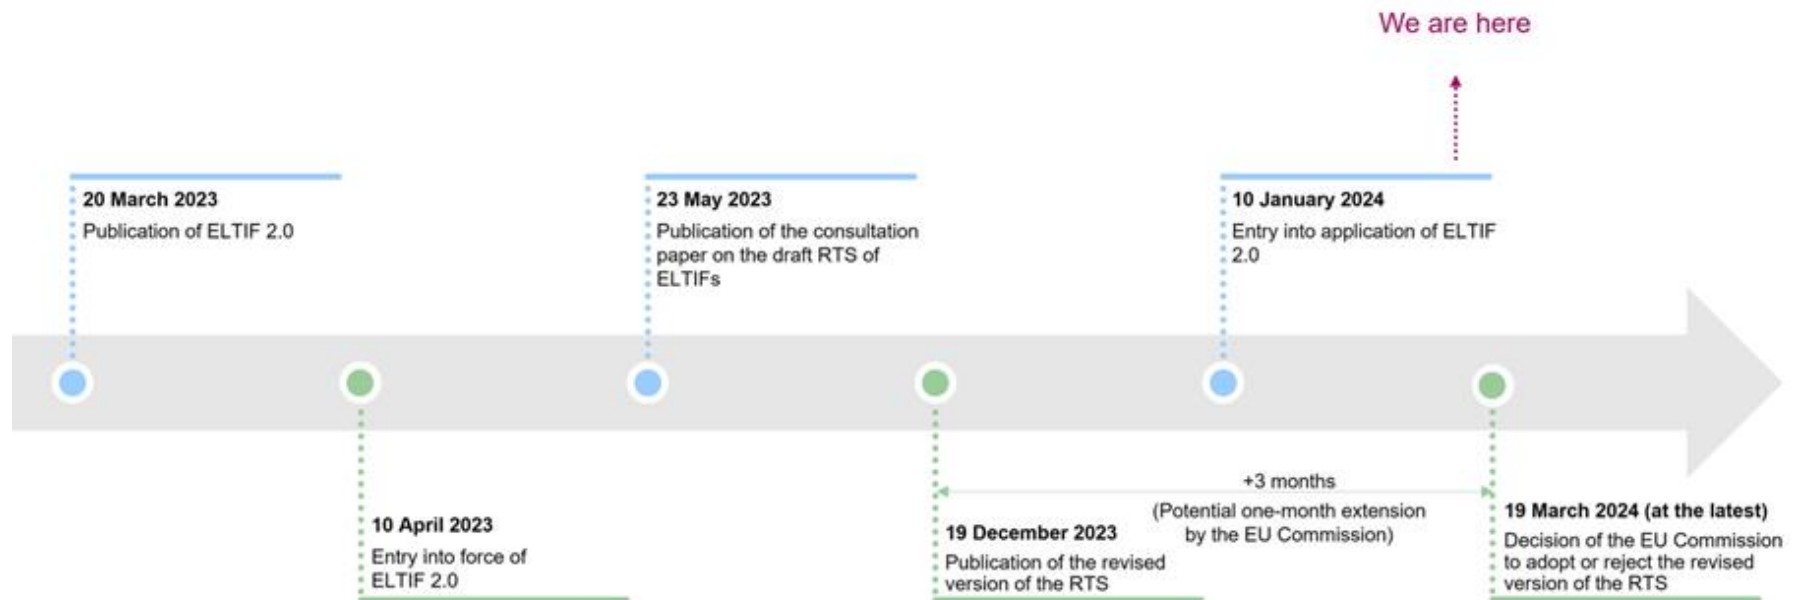 We are here
20 March 2023
Publication of ELTIF 2.0
23 May 2023
Publication of the consultation
paper on the draft RTS of
ELTIFs
10 January 2024
Entry into application of ELTIF
2.0
10 April 2023
Entry into force of
ELTIF 2.0
19 December 2023
Publication of the revised
version of the RTS
+3 months
(Potential one-month extension
by the EU Commission)
19 March 2024 (at the latest)
Decision of the EU Commission
to adopt or reject the revised
version of the RTS